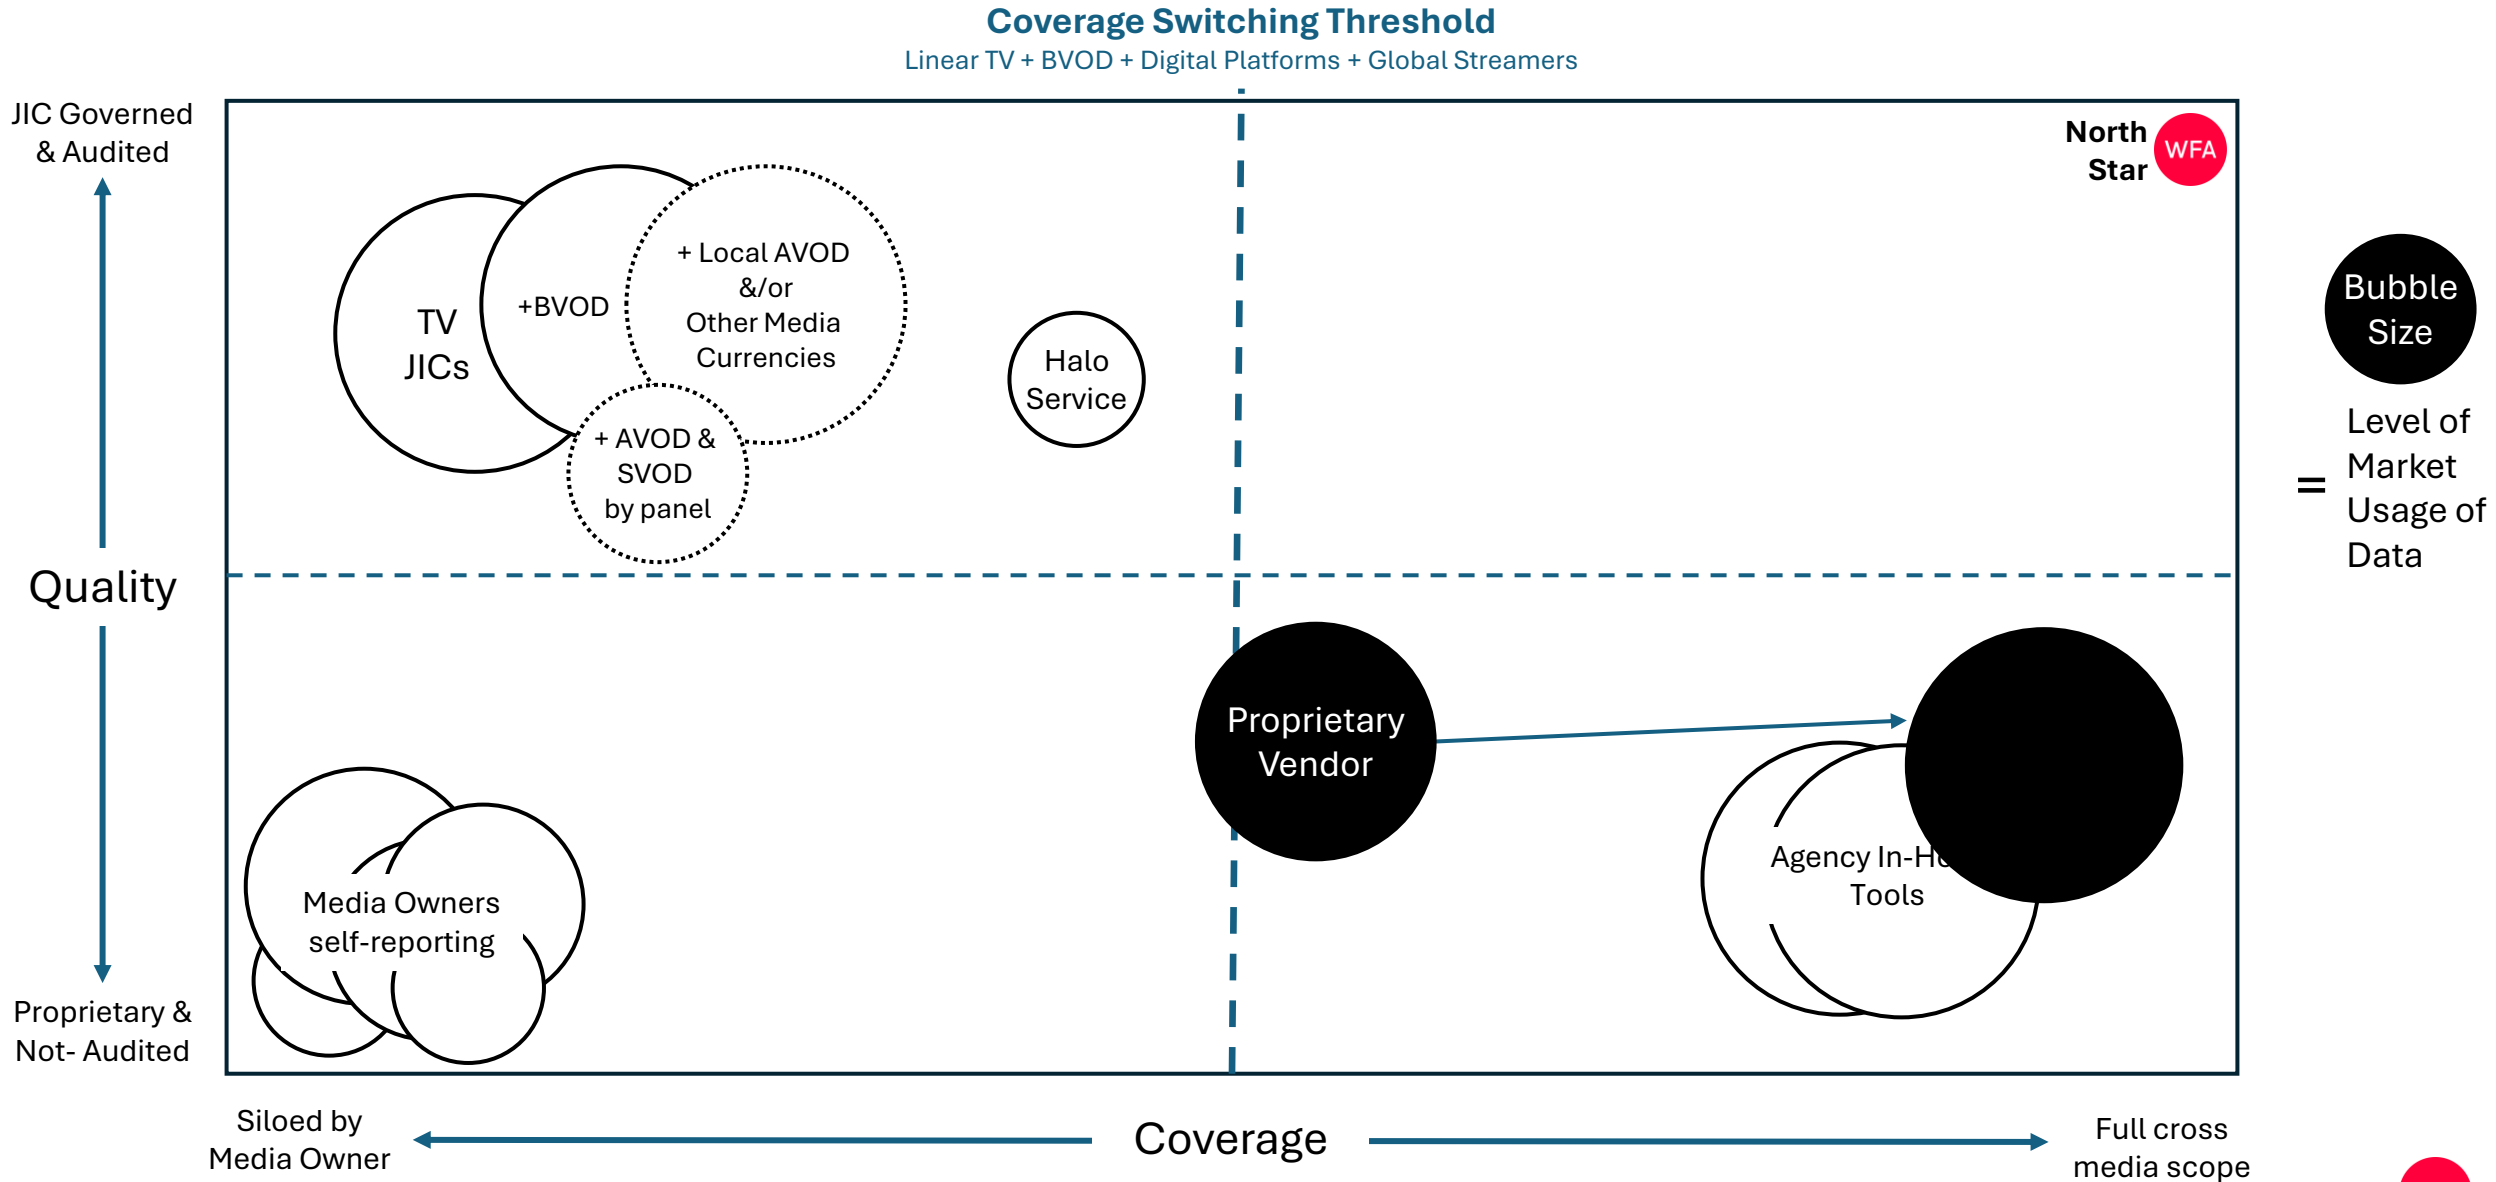 Coverage Switching Threshold
Linear TV + BVOD + Digital Platforms + Global Streamers
JIC Governed
& Audited
North
Star
WFA
+ Local AVOD
&/or
Other Media
Currencies
+BVOD
TV
JICs
Halo
Service
+ AVOD &
SVOD
by panel
Bubble
Size
=
Level of
Market
Usage of
Data
Quality
Proprietary
Vendor
Agency In-Ho
Tools
Media Owners
self-reporting
Proprietary &
Not- Audited
Siloed by
Media Owner
Coverage
Full cross
media scope